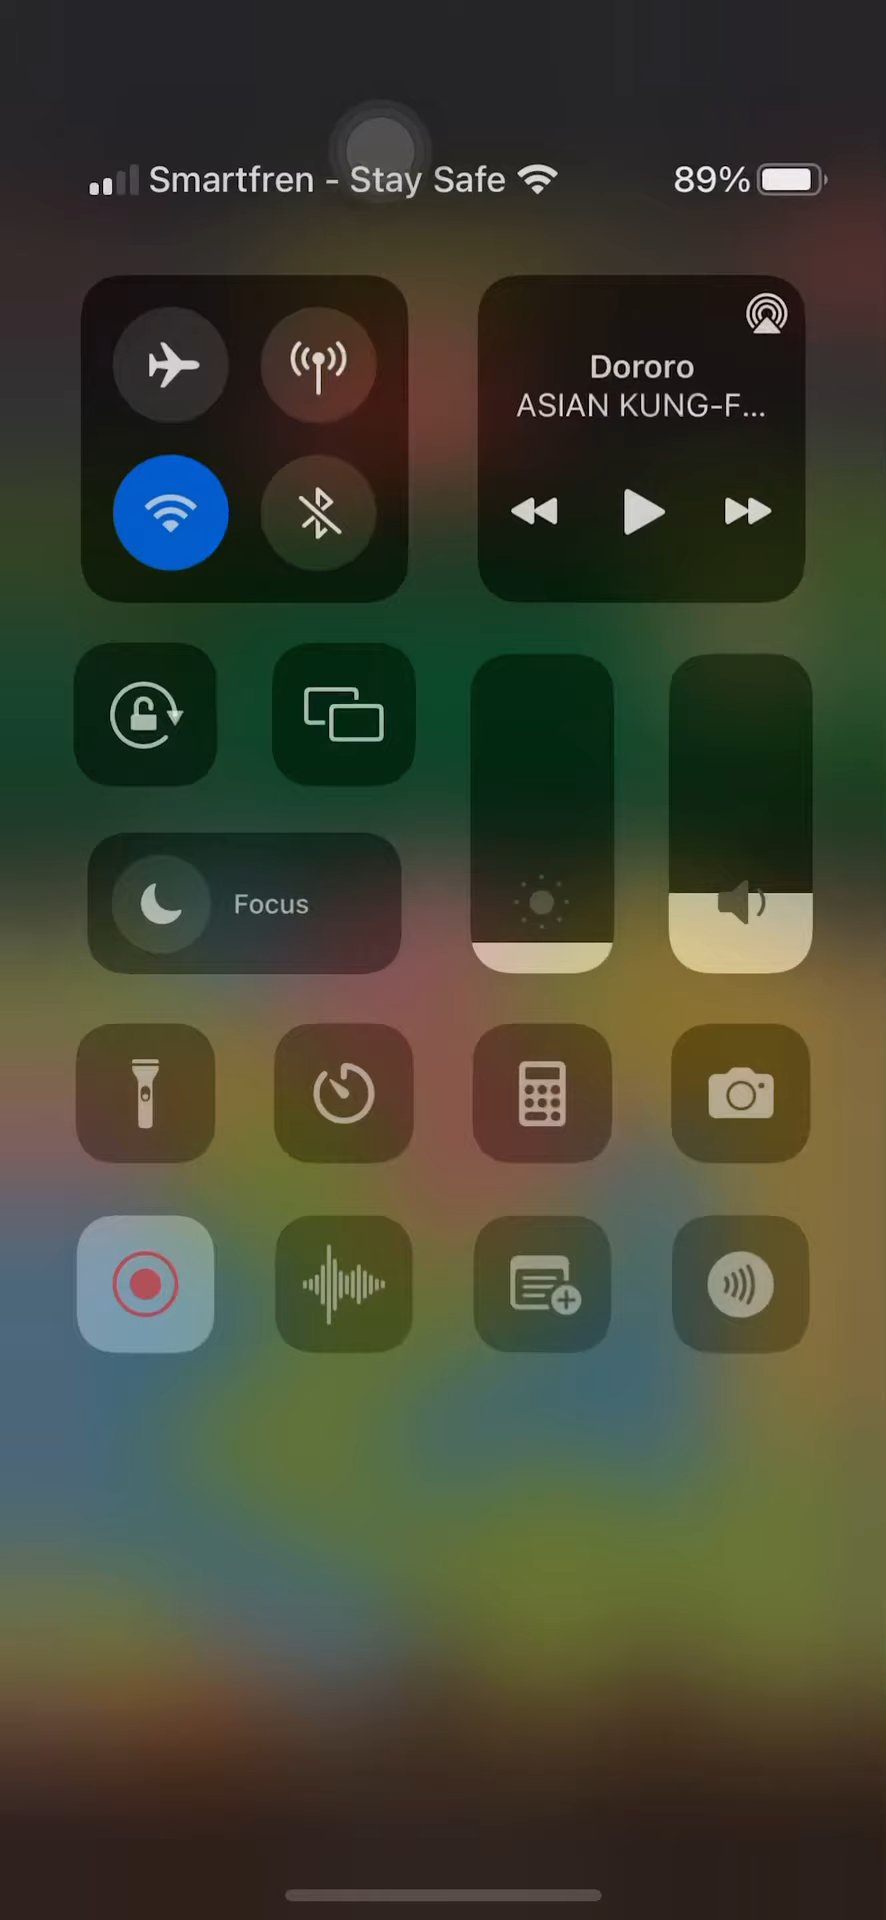 Smartfren - Stay Safe
89%
Dororo
ASIAN KUNG-F...
Focus